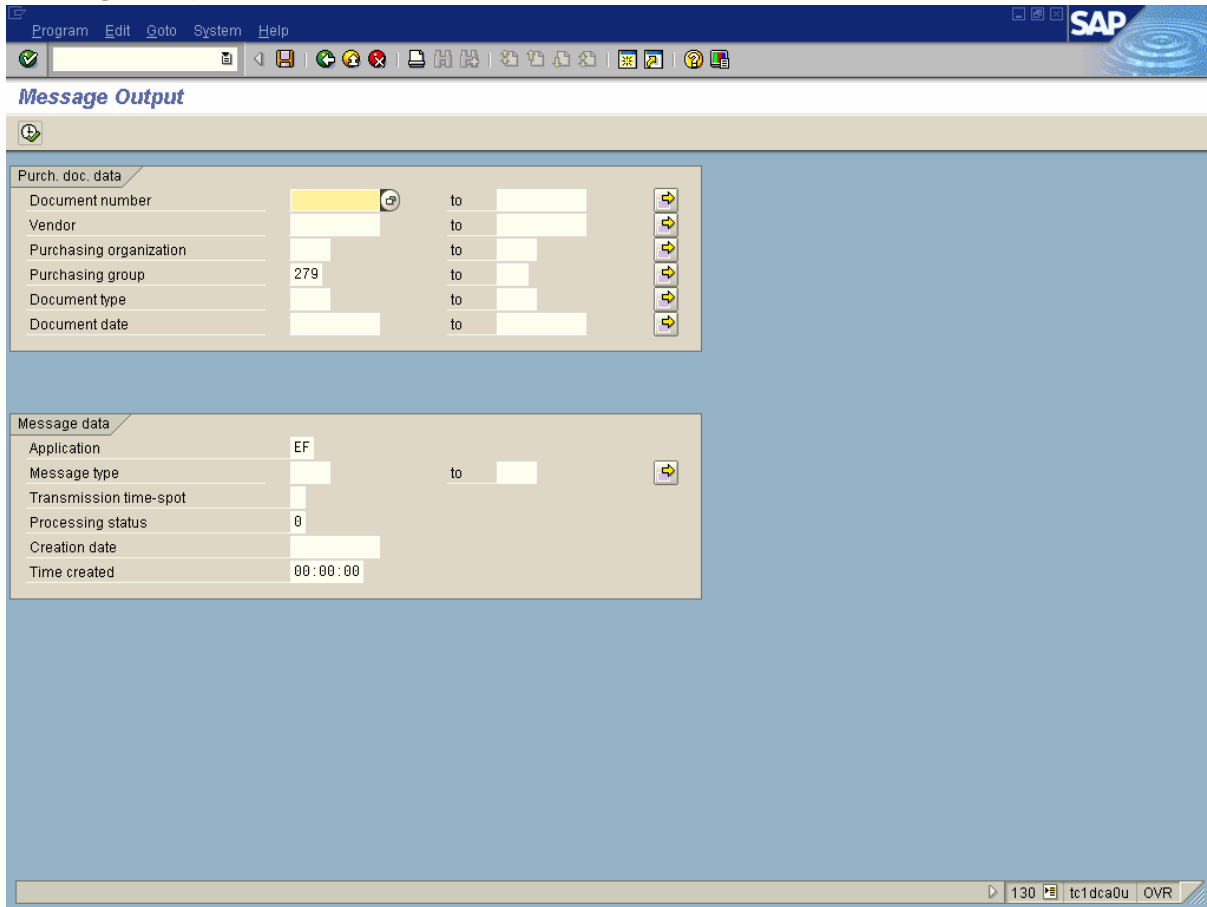 Program Edit Goto System Help
SAP
Message Output
Purch. doc. data
Document number to
Vendor to
Purchasing organization to
Purchasing group 279 to
Document type to
Document date to
Message data
Application EF
Message type to
Transmission time-spot
Processing status 0
Creation date
Time created 00:00:00
130 tc1dca0u OVR